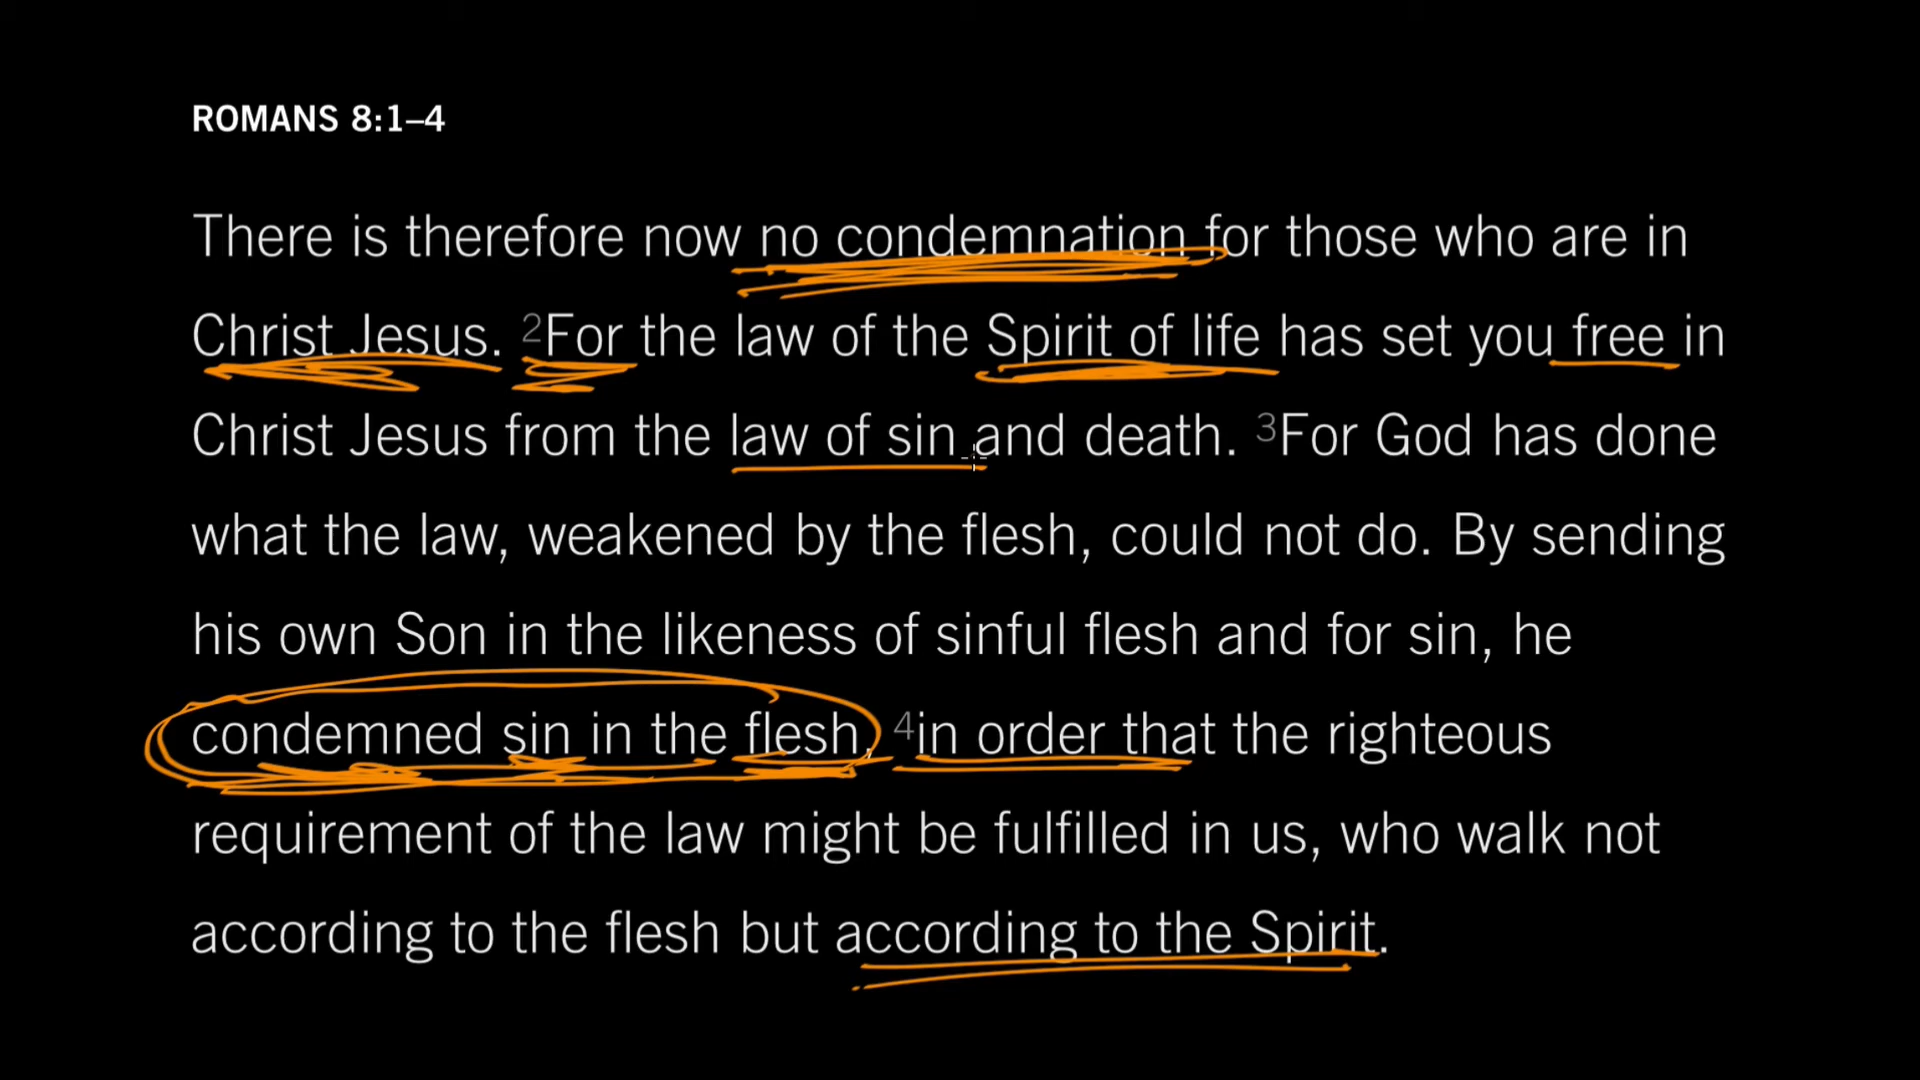 ROMANS 8:1–4
There is therefore now no condemnation for those who are in
Christ Jesus. 2For the law of the Spirit of life has set you free in
Christ Jesus from the law of sin and death. 3For God has done
what the law, weakened by the flesh, could not do. By sending
his own Son in the likeness of sinful flesh and for sin, he
condemned sin in the flesh, 4in order that the righteous
requirement of the law might be fulfilled in us, who walk not
according to the flesh but according to the Spirit.